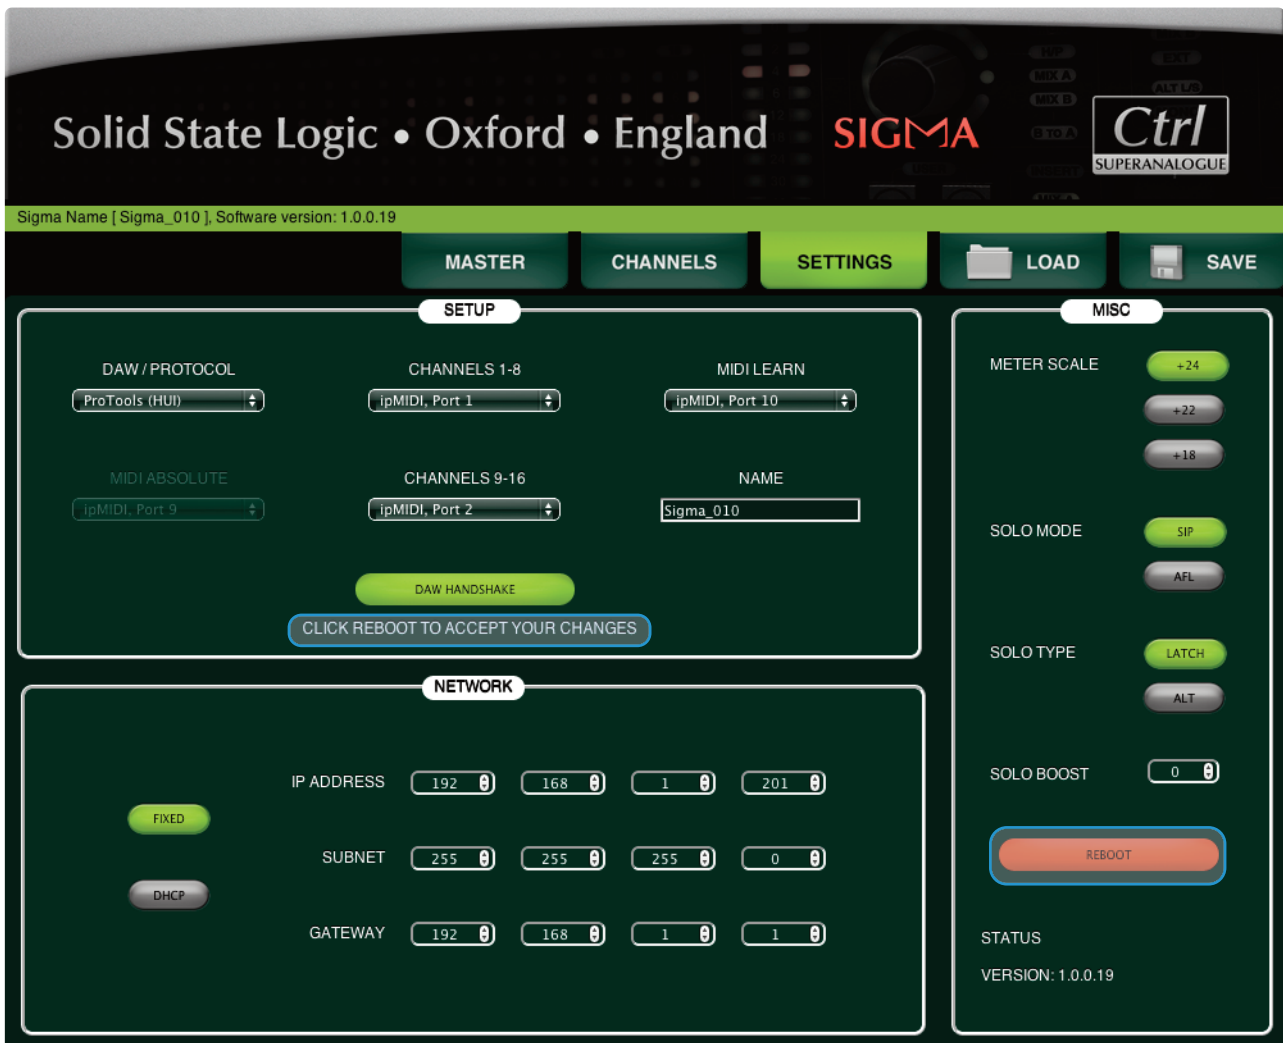 Solid State Logic • Oxford • England
SIGMA
Ctrl
SUPERANALOGUE
H/P
MIX A
MIX B
B TO A
EXT
ALT L/S
Sigma Name [ Sigma_010 ], Software version: 1.0.0.19
MASTER
CHANNELS
SETTINGS
LOAD
SAVE
SETUP
DAW / PROTOCOL
CHANNELS 1-8
MIDI LEARN
ProTools (HUI)
ipMIDI, Port 1
ipMIDI, Port 10
MIDI ABSOLUTE
CHANNELS 9-16
NAME
ipMIDI, Port 9
ipMIDI, Port 2
Sigma_010
DAW HANDSHAKE
CLICK REBOOT TO ACCEPT YOUR CHANGES
NETWORK
IP ADDRESS 192 168 1 201
FIXED
SUBNET 255 255 255 0
DHCP
GATEWAY 192 168 1 1
MISC
METER SCALE
+24
+22
+18
SOLO MODE
SIP
AFL
SOLO TYPE
LATCH
ALT
SOLO BOOST 0
REBOOT
STATUS
VERSION: 1.0.0.19